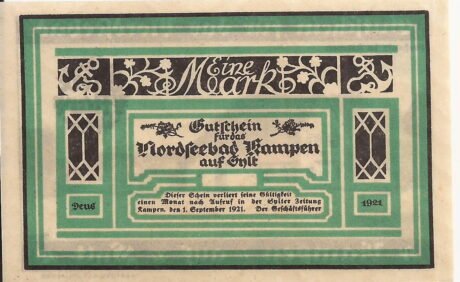 Eine
Mark
Gutschein
für das
Nordseebad Kampen
auf Sylt
Dieser Schein verliert seine Gültigkeit
einen Monat nach Aufruf in der Sylter Zeitung
Kampen, den 1. September 1921. Der Geschäftsführer
1921